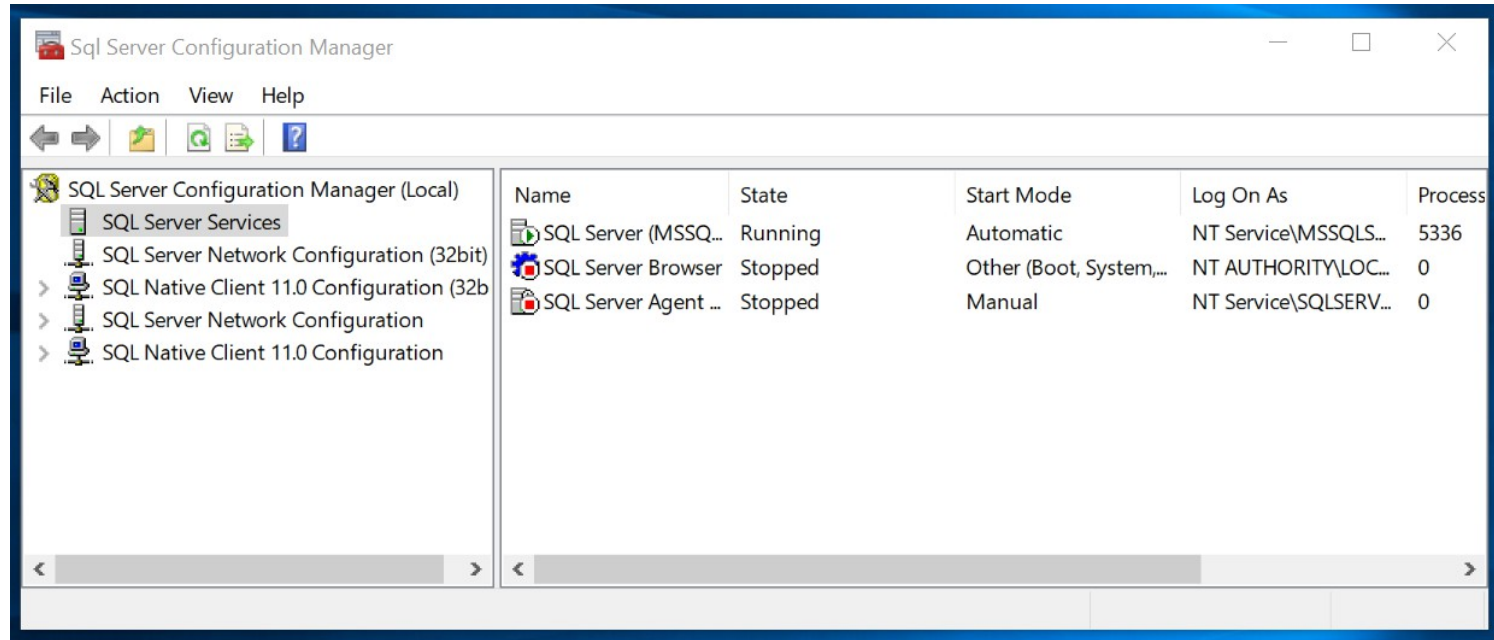 Sql Server Configuration Manager
File Action View Help
SQL Server Configuration Manager (Local)
SQL Server Services
SQL Server Network Configuration (32bit)
SQL Native Client 11.0 Configuration (32b
SQL Server Network Configuration
SQL Native Client 11.0 Configuration
Name State Start Mode Log On As Process
SQL Server (MSSQ... Running Automatic NT Service\MSSQLS... 5336
SQL Server Browser Stopped Other (Boot, System,... NT AUTHORITY\LOC... 0
SQL Server Agent ... Stopped Manual NT Service\SQLSERV... 0